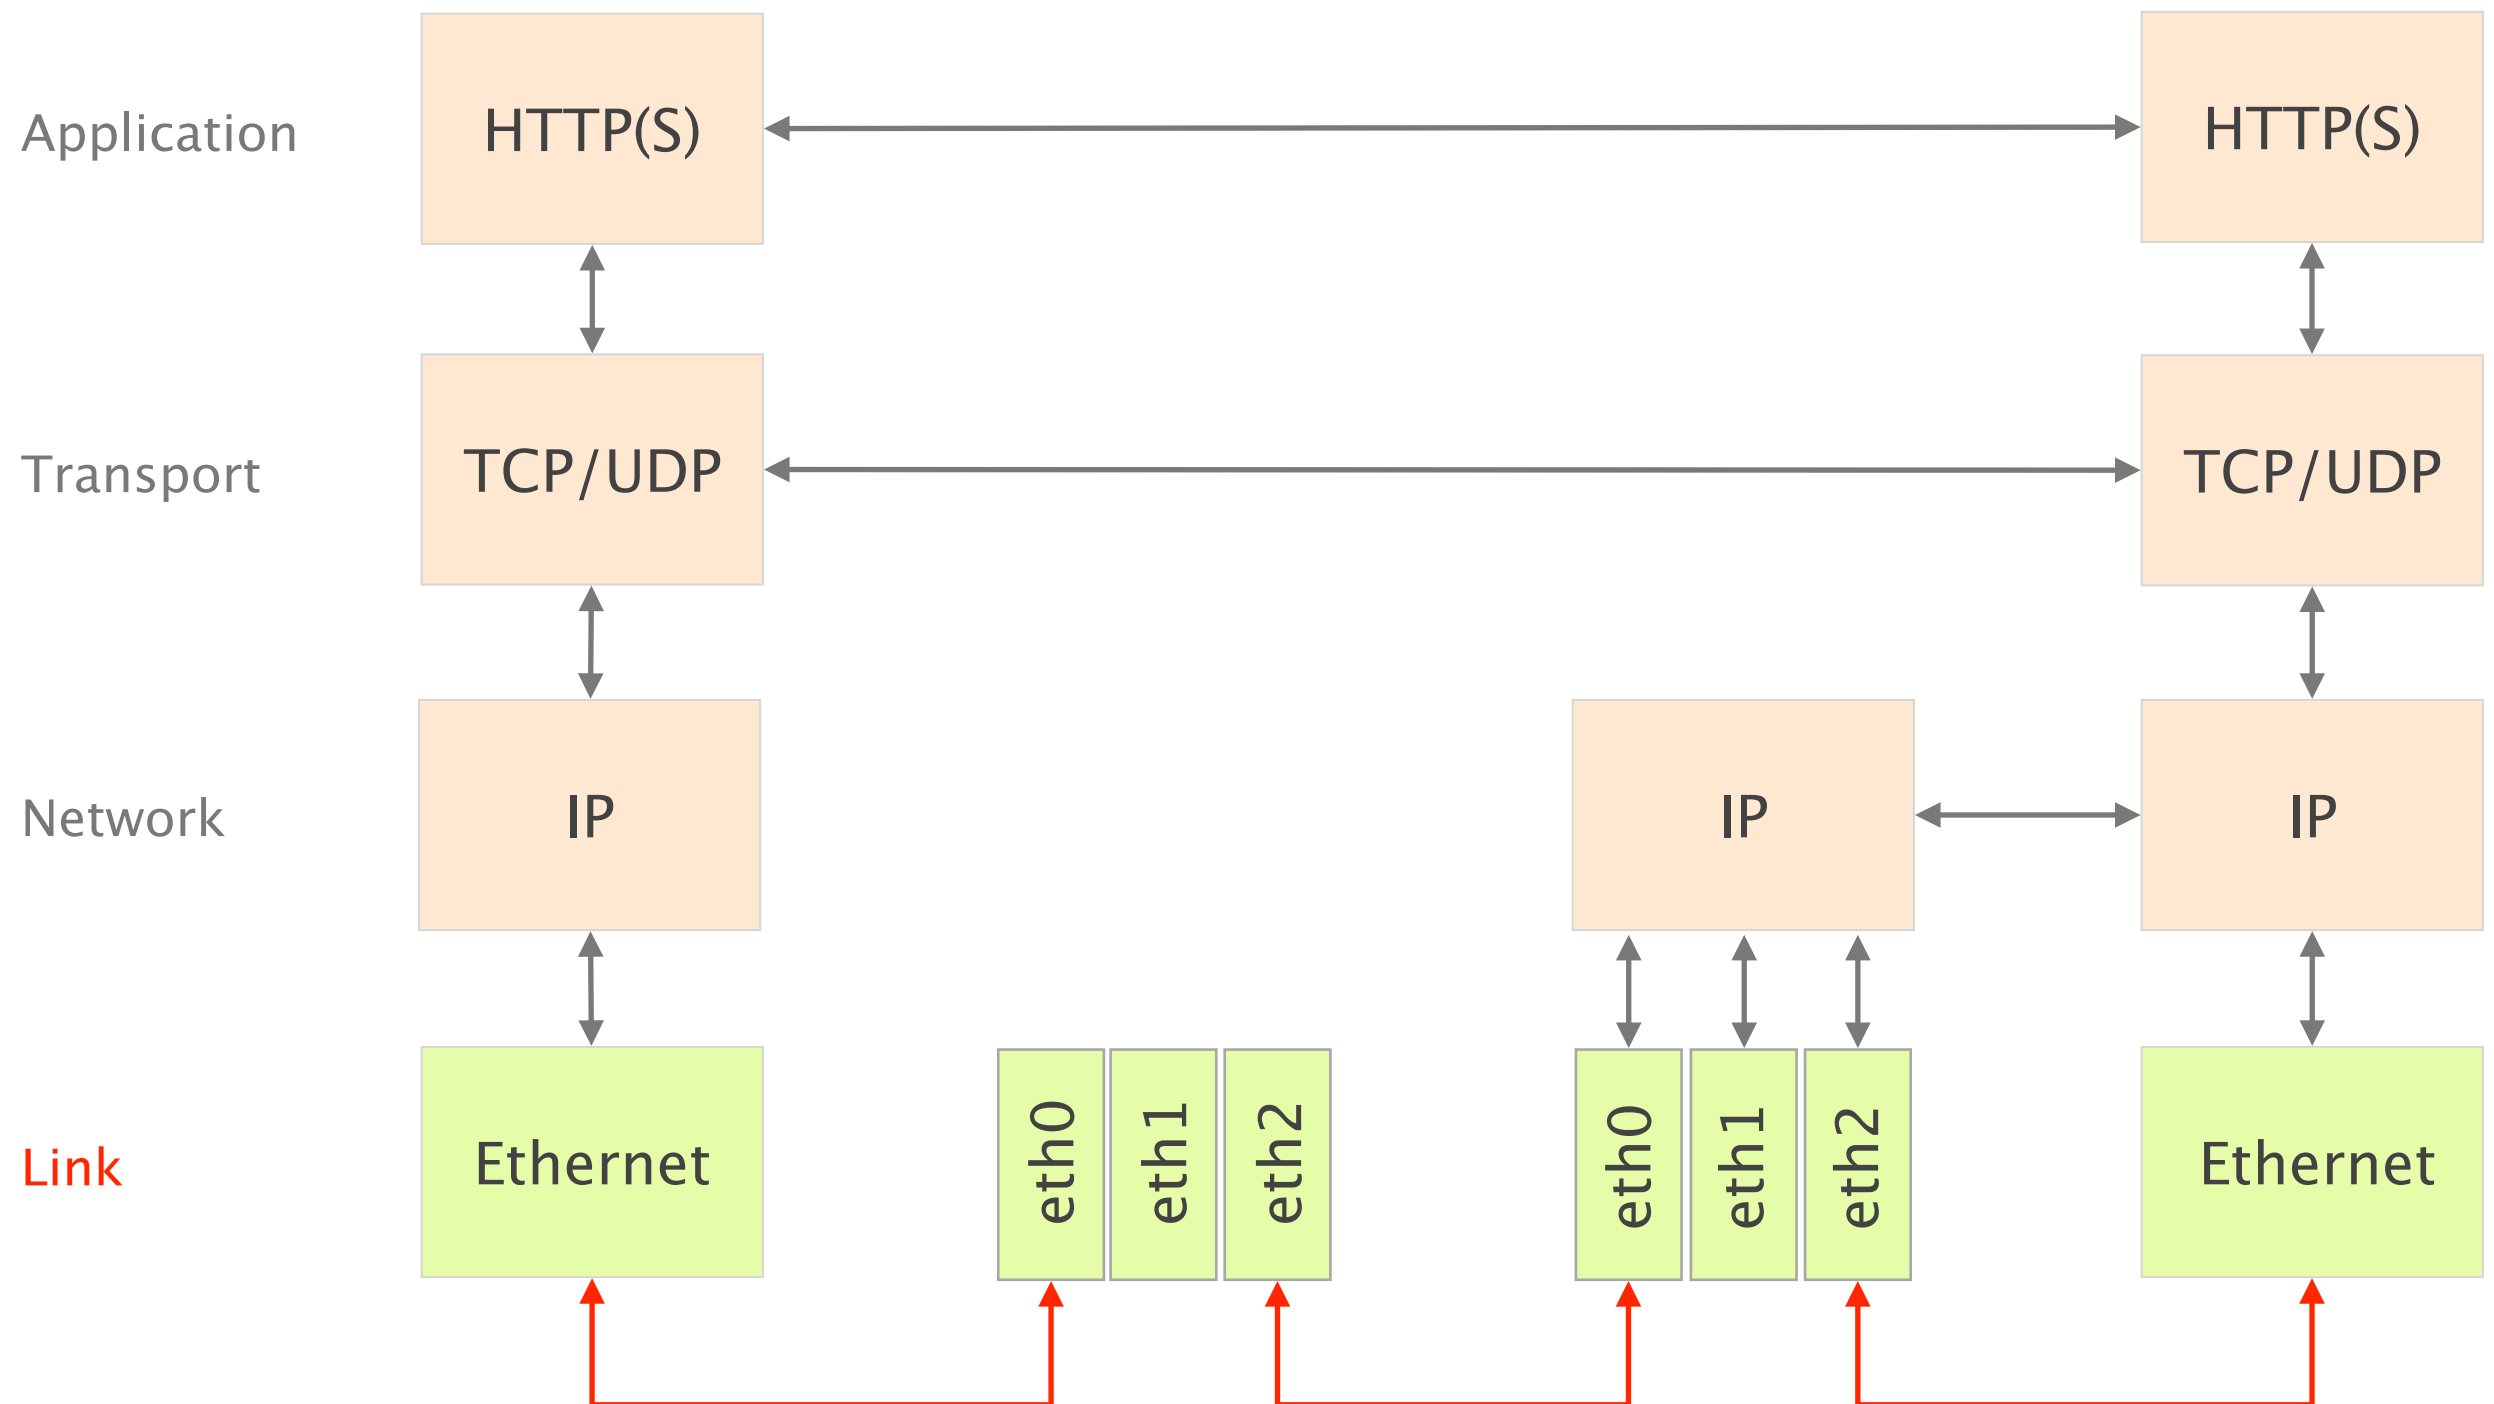 Application
HTTP(S)
HTTP(S)
Transport
TCP/UDP
TCP/UDP
Network
IP
IP
IP
Link
Ethernet
eth0
eth1
eth2
eth0
eth1
eth2
Ethernet